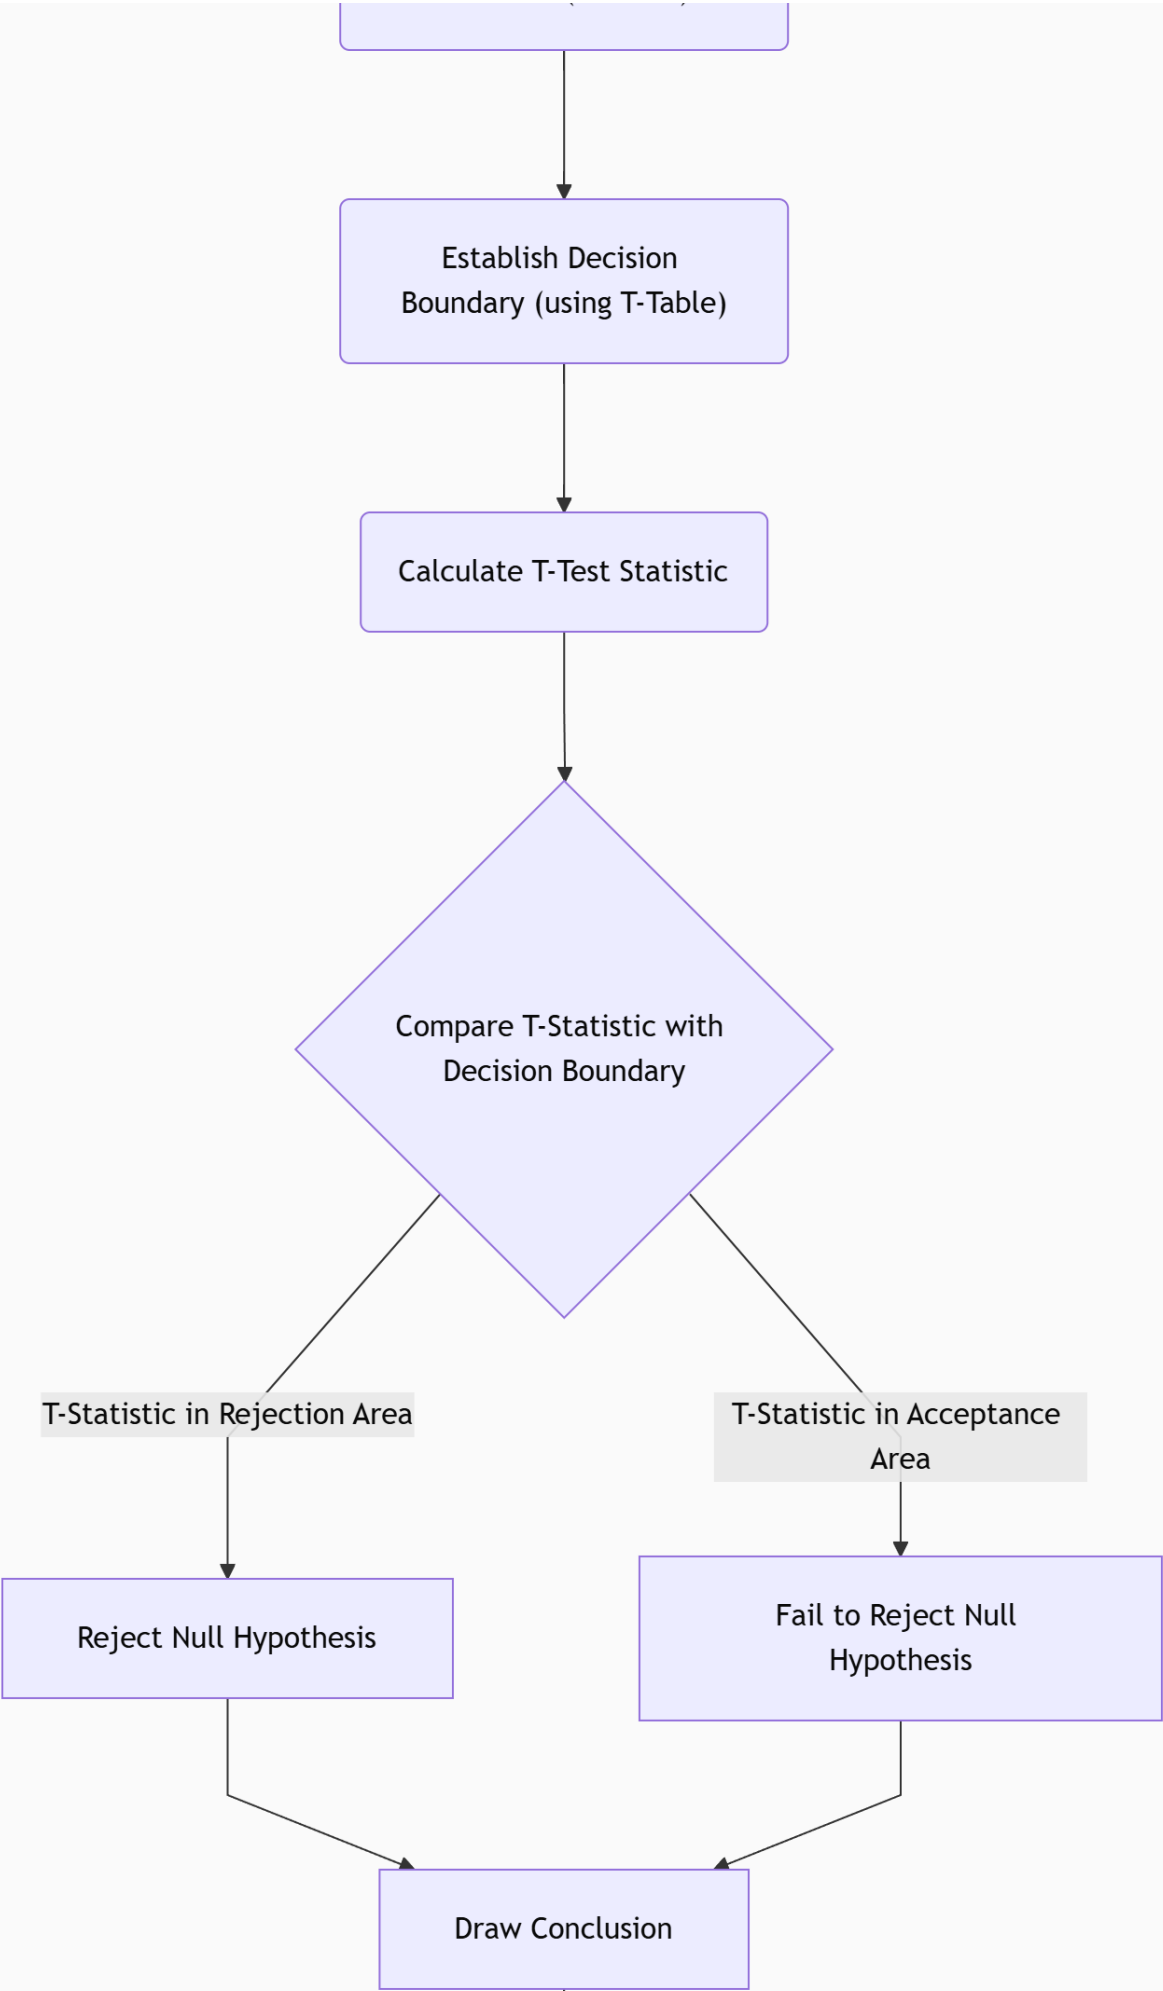 Establish Decision
Boundary (using T-Table)
Calculate T-Test Statistic
Compare T-Statistic with
Decision Boundary
T-Statistic in Rejection Area
T-Statistic in Acceptance
Area
Reject Null Hypothesis
Fail to Reject Null
Hypothesis
Draw Conclusion